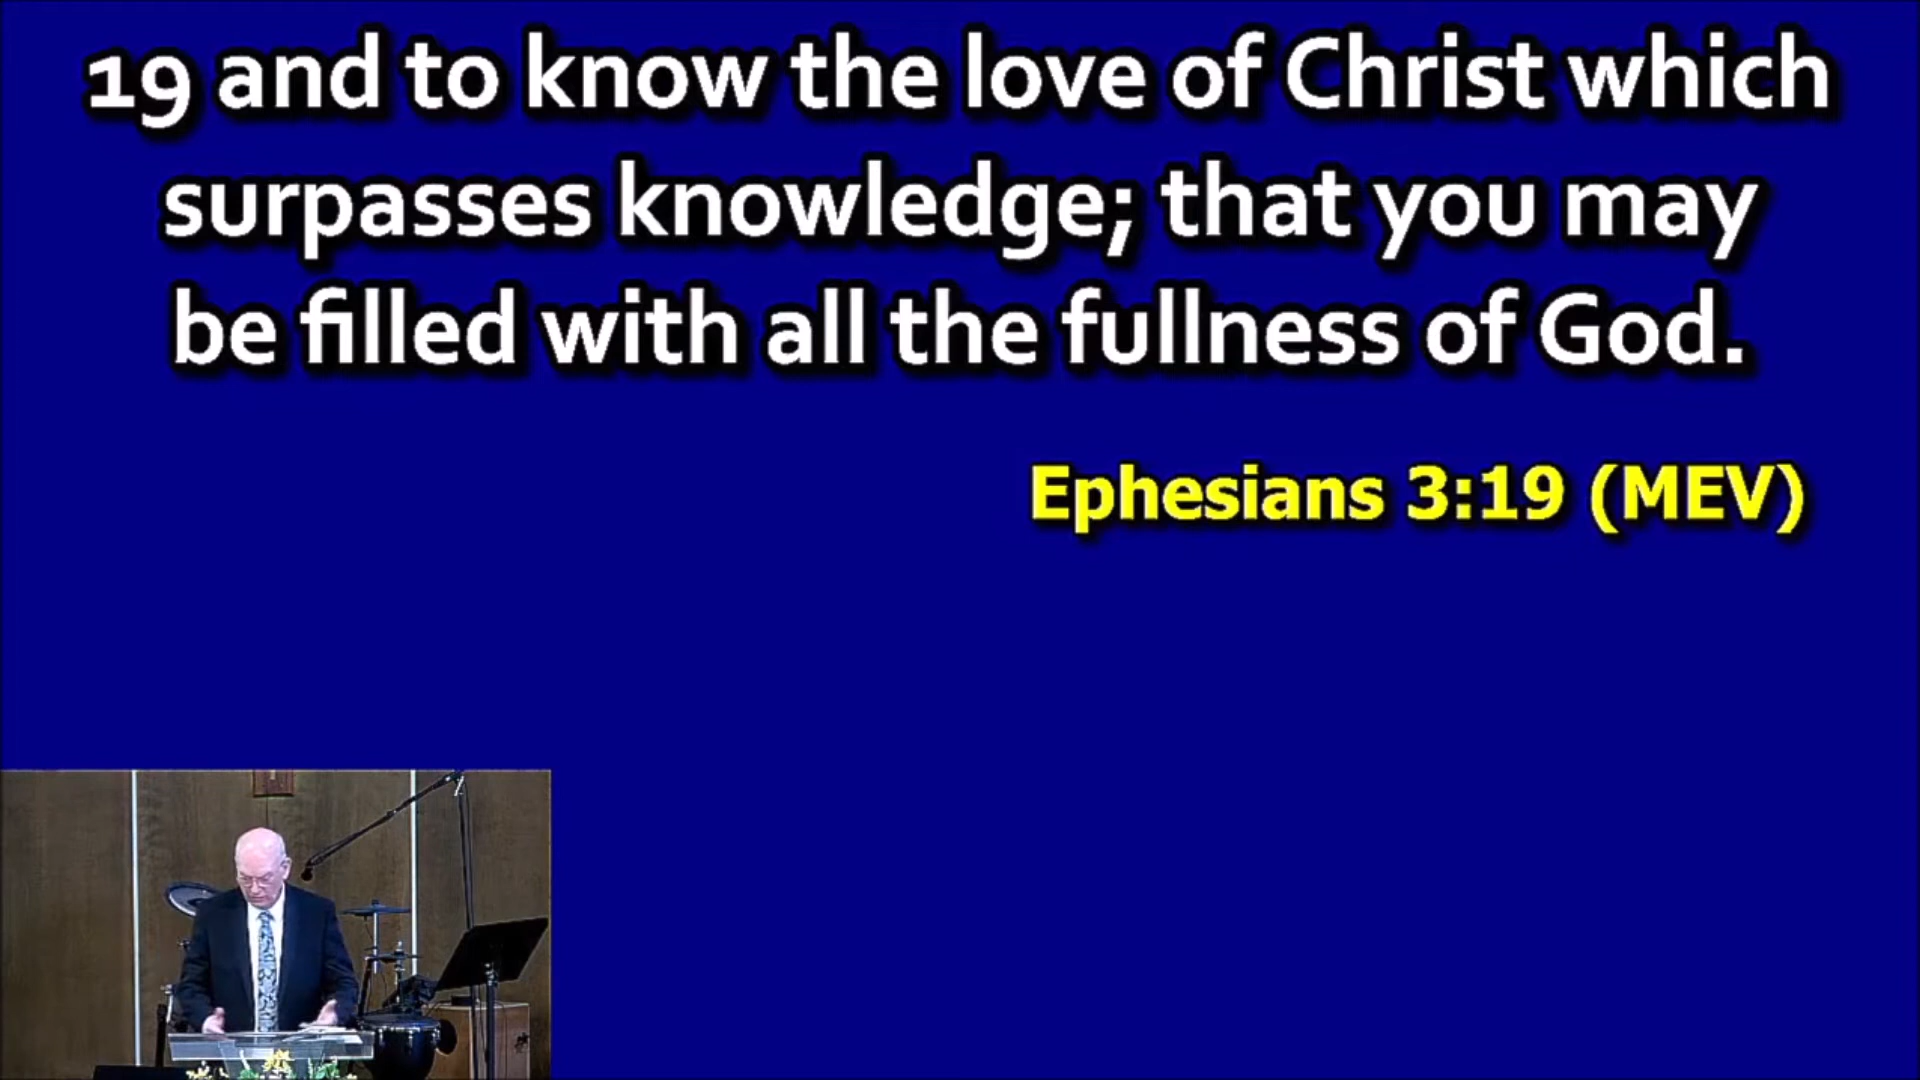 19 and to know the love of Christ which
surpasses knowledge; that you may
be filled with all the fullness of God.
Ephesians 3:19 (MEV)